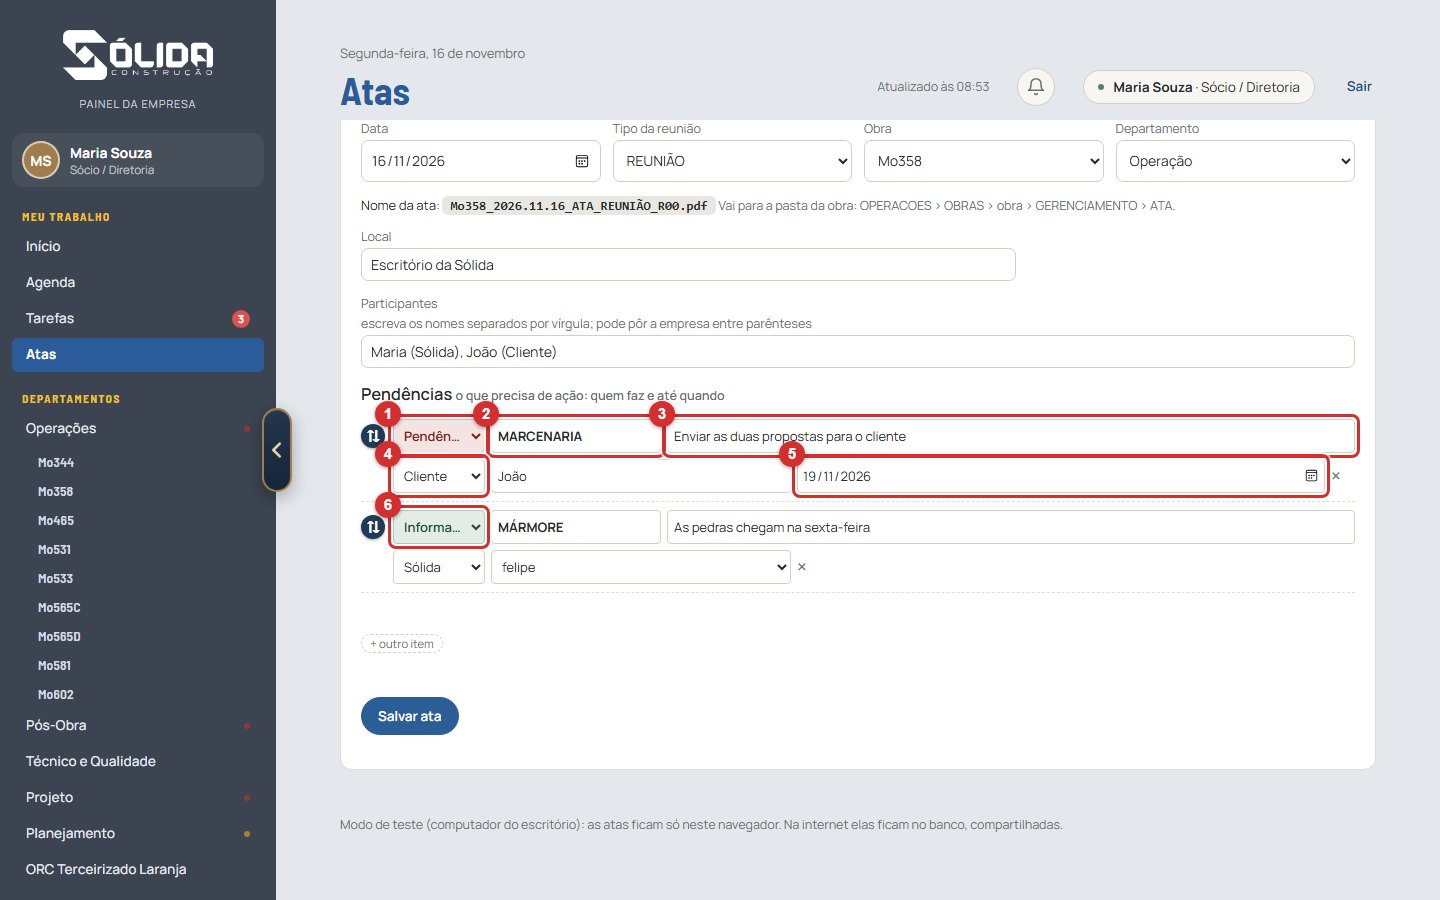 SÓLIDA
CONSTRUÇÃO
PAINEL DA EMPRESA
MS
Maria Souza
Sócio / Diretoria
MEU TRABALHO
Início
Agenda
Tarefas
3
Atas
DEPARTAMENTOS
Operações
Mo344
Mo358
Mo465
Mo531
Mo533
Mo565C
Mo565D
Mo581
Mo602
Pós-Obra
Técnico e Qualidade
Projeto
Planejamento
ORC Terceirizado Laranja
Segunda-feira, 16 de novembro
Atas
Atualizado às 08:53
Maria Souza · Sócio / Diretoria
Sair
Data
Tipo da reunião
Obra
Departamento
16/11/2026
REUNIÃO
Mo358
Operação
Nome da ata: Mo358_2026.11.16_ATA_REUNIÃO_R00.pdf Vai para a pasta da obra: OPERACOES › OBRAS › obra › GERENCIAMENTO › ATA.
Local
Escritório da Sólida
Participantes
escreva os nomes separados por vírgula; pode pôr a empresa entre parênteses
Maria (Sólida), João (Cliente)
Pendências o que precisa de ação: quem faz e até quando
1
2
3
Pendên...
MARCENARIA
Enviar as duas propostas para o cliente
4
5
Cliente
João
19/11/2026
×
6
Informa...
MÁRMORE
As pedras chegam na sexta-feira
Sólida
felipe
×
+ outro item
Salvar ata
Modo de teste (computador do escritório): as atas ficam só neste navegador. Na internet elas ficam no banco, compartilhadas.